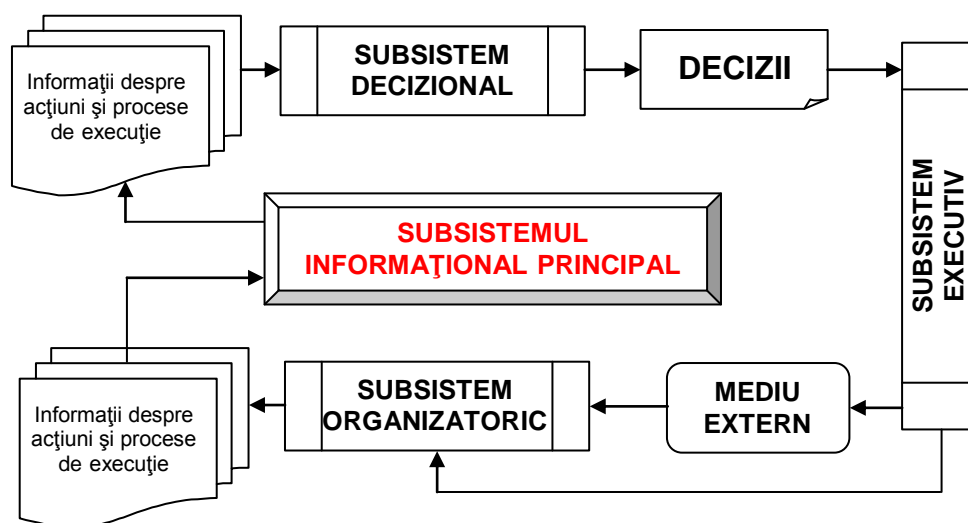 Informaţii despre
acţiuni şi procese
de execuţie
SUBSISTEM
DECIZIONAL
DECIZII
SUBSISTEM
EXECUTIV
SUBSISTEMUL
INFORMAŢIONAL PRINCIPAL
Informaţii despre
acţiuni şi procese
de execuţie
SUBSISTEM
ORGANIZATORIC
MEDIU
EXTERN